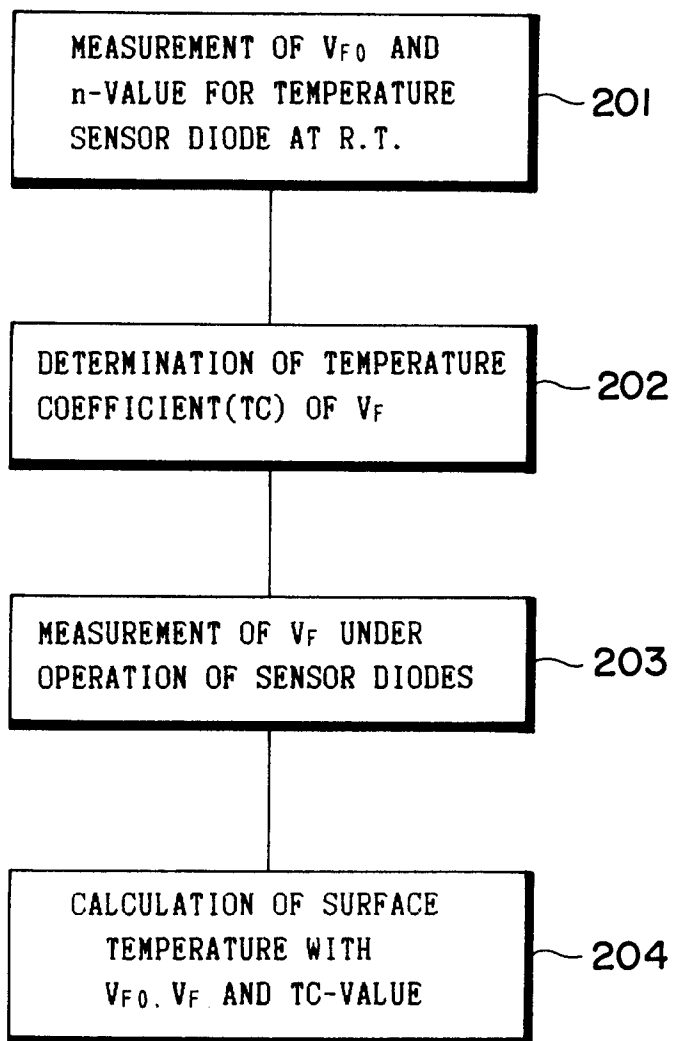 MEASUREMENT OF VF0 AND
n-VALUE FOR TEMPERATURE
SENSOR DIODE AT R.T.
201
DETERMINATION OF TEMPERATURE
COEFFICIENT(TC) OF VF
202
MEASUREMENT OF VF UNDER
OPERATION OF SENSOR DIODES
203
CALCULATION OF SURFACE
TEMPERATURE WITH
VF0. VF AND TC-VALUE
204